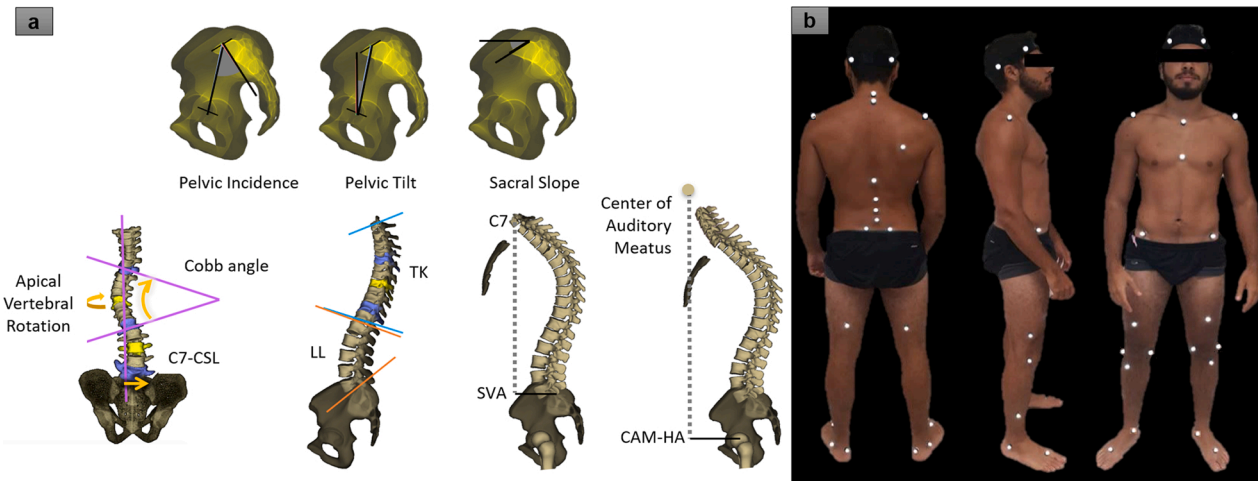 a
b
Pelvic Incidence
Pelvic Tilt
Sacral Slope
Apical
Vertebral
Rotation
Cobb angle
C7-CSL
TK
LL
C7
SVA
Center of
Auditory
Meatus
CAM-HA